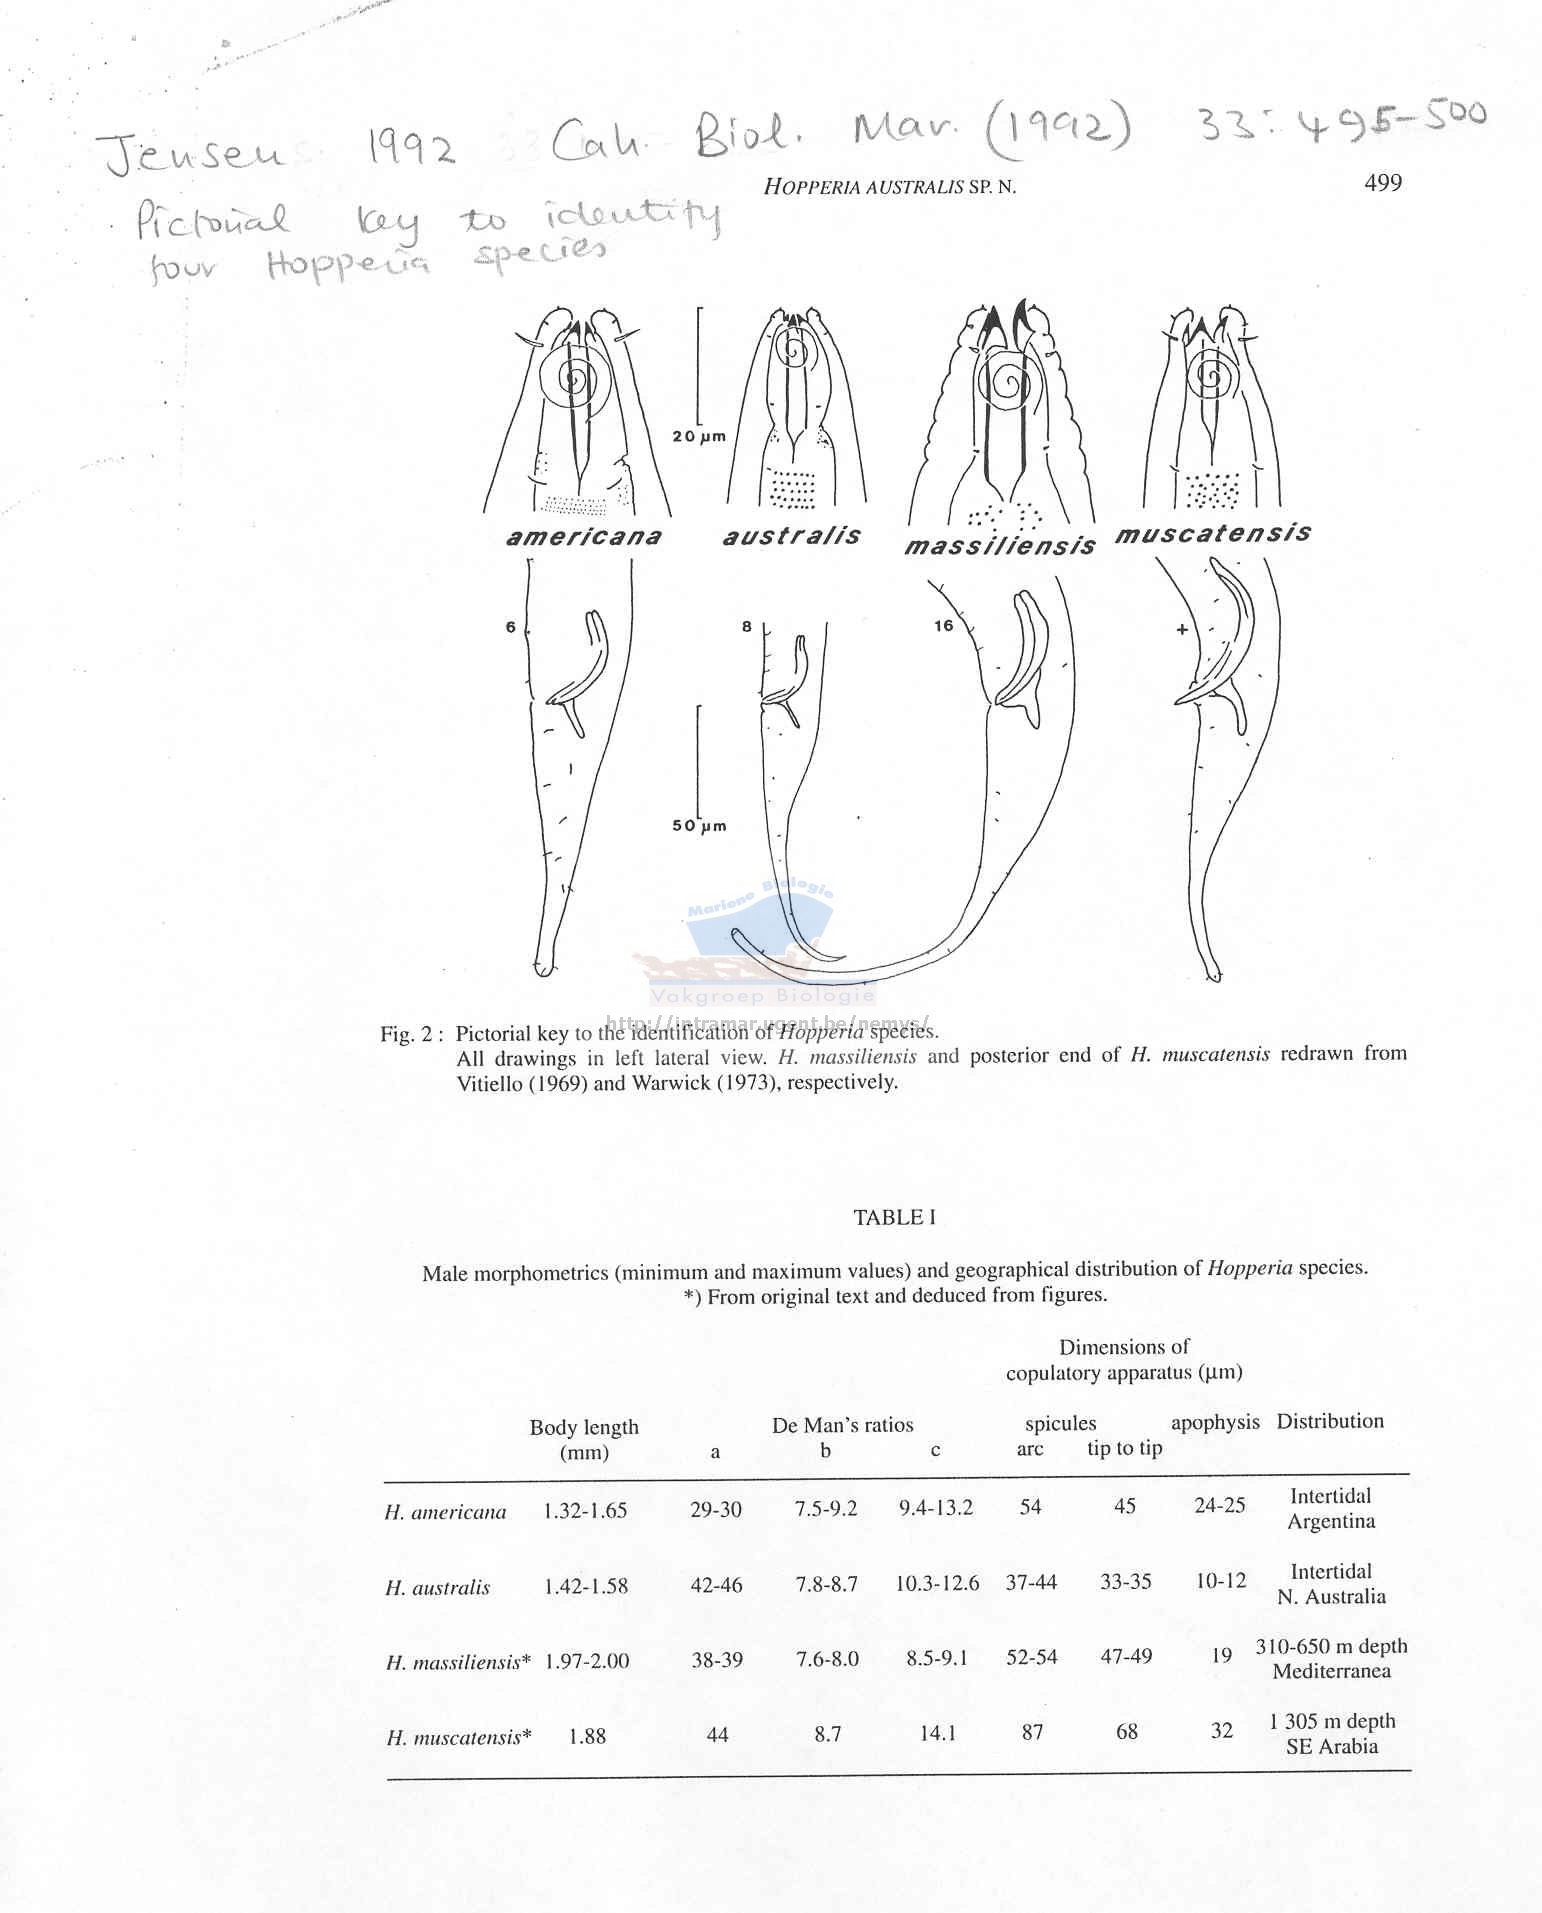 Jensen 1992 Cah. Biol. Mar. (1992) 33: 495-500
HOPPERIA AUSTRALIS SP. N.
499
Pictorial key to identify
four Hopperia species
20 µm
americana
australis
massiliensis
muscatensis
6
8
16
+
50 µm
Mariene Biologie
Vakgroep Biologie
http://intramar.ugent.be/nemys/
Fig. 2 : Pictorial key to the identification of Hopperia species.
All drawings in left lateral view. H. massiliensis and posterior end of H. muscatensis redrawn from
Vitiello (1969) and Warwick (1973), respectively.
TABLE I
Male morphometrics (minimum and maximum values) and geographical distribution of Hopperia species.
*) From original text and deduced from figures.
Dimensions of
copulatory apparatus (µm)
Body length De Man's ratios spicules apophysis Distribution
(mm) a b c arc tip to tip
H. americana 1.32-1.65 29-30 7.5-9.2 9.4-13.2 54 45 24-25 Intertidal
Argentina
H. australis 1.42-1.58 42-46 7.8-8.7 10.3-12.6 37-44 33-35 10-12 Intertidal
N. Australia
H. massiliensis* 1.97-2.00 38-39 7.6-8.0 8.5-9.1 52-54 47-49 19 310-650 m depth
Mediterranea
H. muscatensis* 1.88 44 8.7 14.1 87 68 32 1 305 m depth
SE Arabia